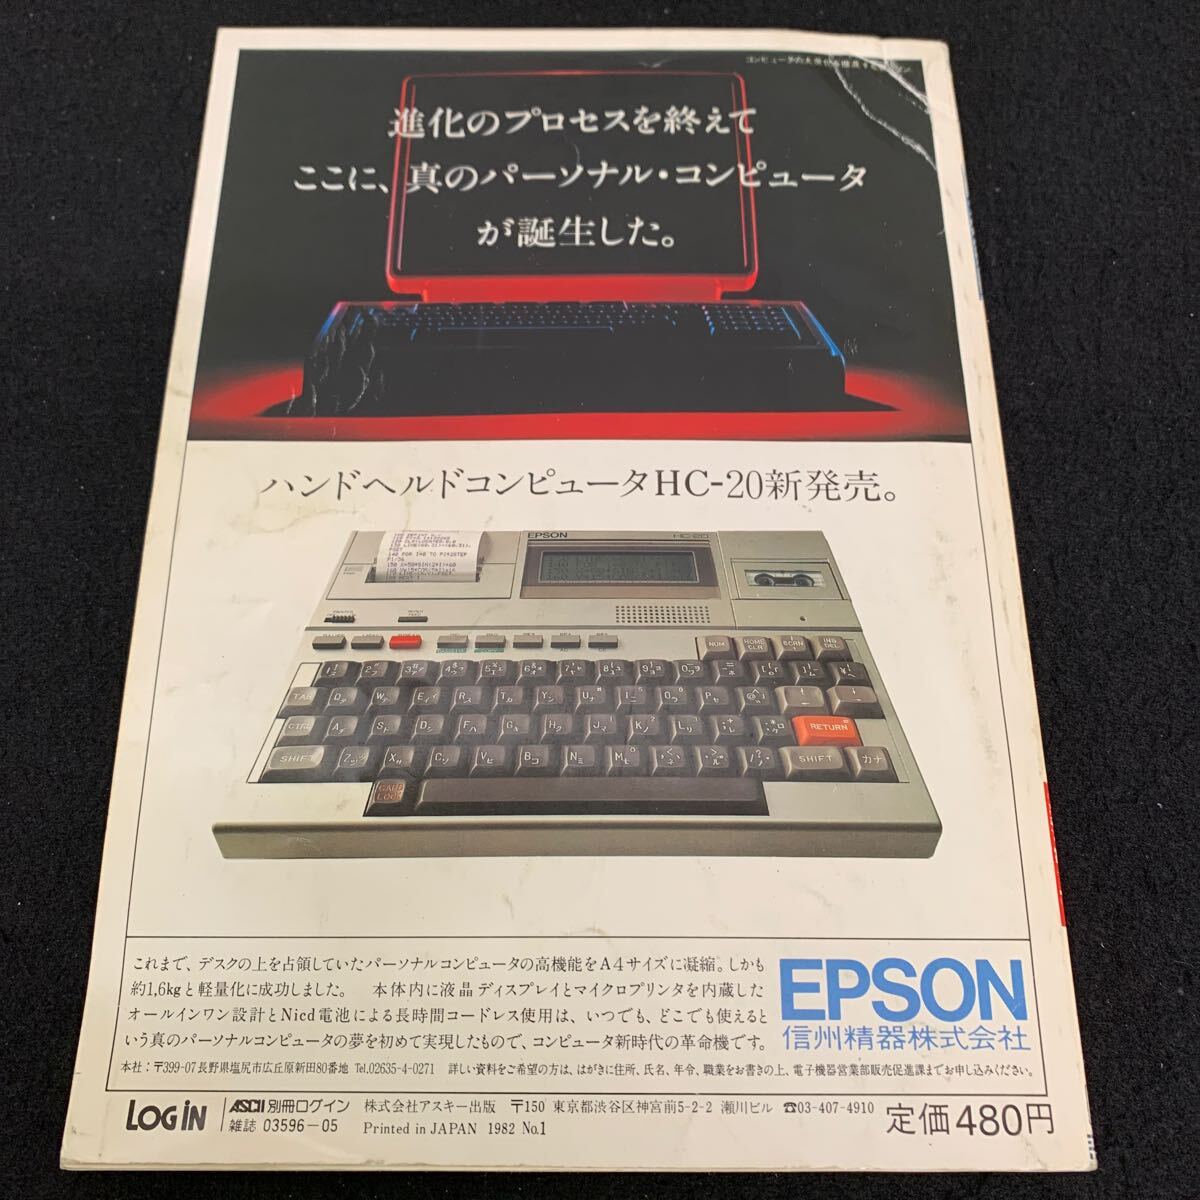 進化のプロセスを終えて
ここに、真のパーソナル・コンピュータ
が誕生した。
ハンドヘルドコンピュータHC-20新発売。
EPSON
HC-20
NUM
HOME CLR
SCRN
INS DEL
TAB
CTRL
RETURN
SHIFT
SHIFT
カナ
これまで、デスクの上を占領していたパーソナルコンピュータの高機能をA4サイズに凝縮。しかも
約1,6kgと軽量化に成功しました。 本体内に液晶ディスプレイとマイクロプリンタを内蔵した
オールインワン設計とNicd電池による長時間コードレス使用は、いつでも、どこでも使えると
いう真のパーソナルコンピュータの夢を初めて実現したもので、コンピュータ新時代の革命機です。
EPSON
信州精器株式会社
本社:〒399-07長野県塩尻市広丘原新田80番地 Tel.02635-4-0271 詳しい資料をご希望の方は、はがきに住所、氏名、年令、職業をお書きの上、電子機器営業部販売促進課までお申し込みください。
LOGiN
ASCII 別冊ログイン 株式会社アスキー出版 〒150 東京都渋谷区神宮前5-2-2 瀬川ビル ☎03-407-4910
雑誌 03596-05 Printed in JAPAN 1982 No.1
定価480円